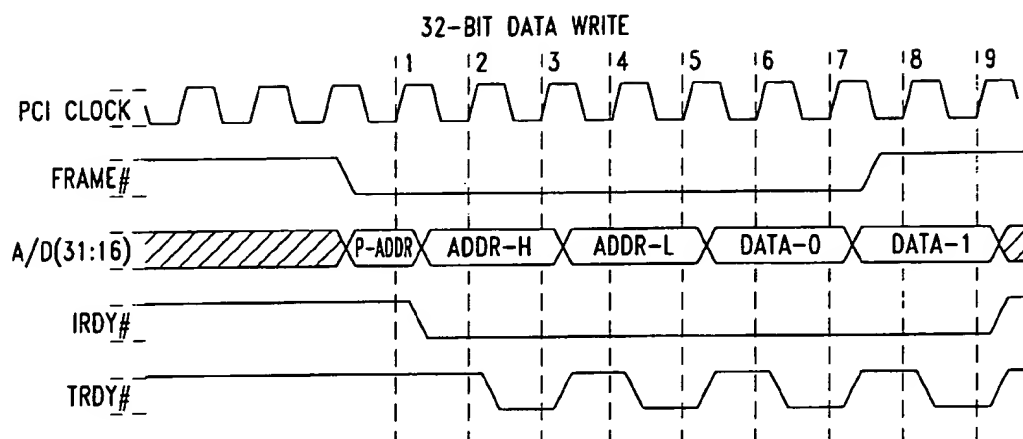 32-BIT DATA WRITE
1 2 3 4 5 6 7 8 9
PCI CLOCK
FRAME#
A/D(31:16) P-ADDR ADDR-H ADDR-L DATA-0 DATA-1
IRDY#
TRDY#